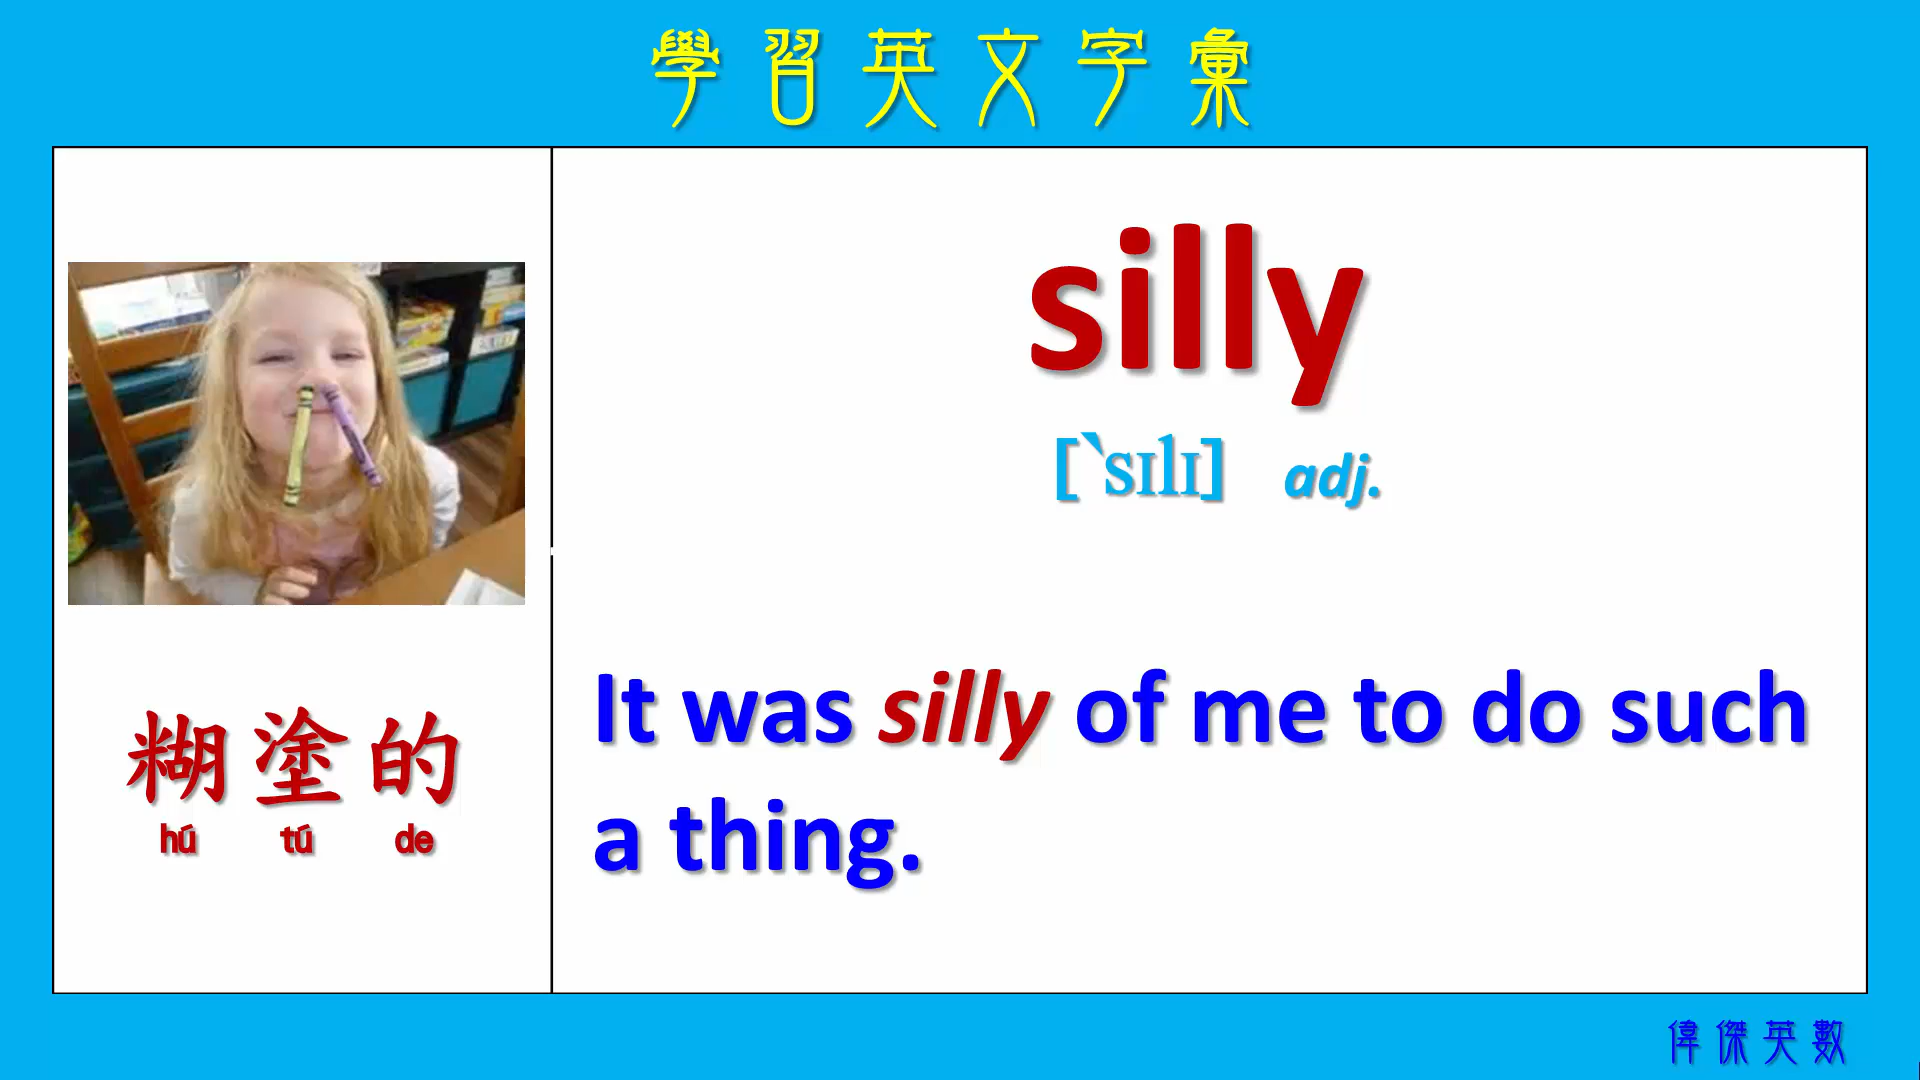 學習英文字彙
silly
[ˋsɪlɪ] adj.
糊塗的
hú tú de
It was silly of me to do such
a thing.
偉傑英數